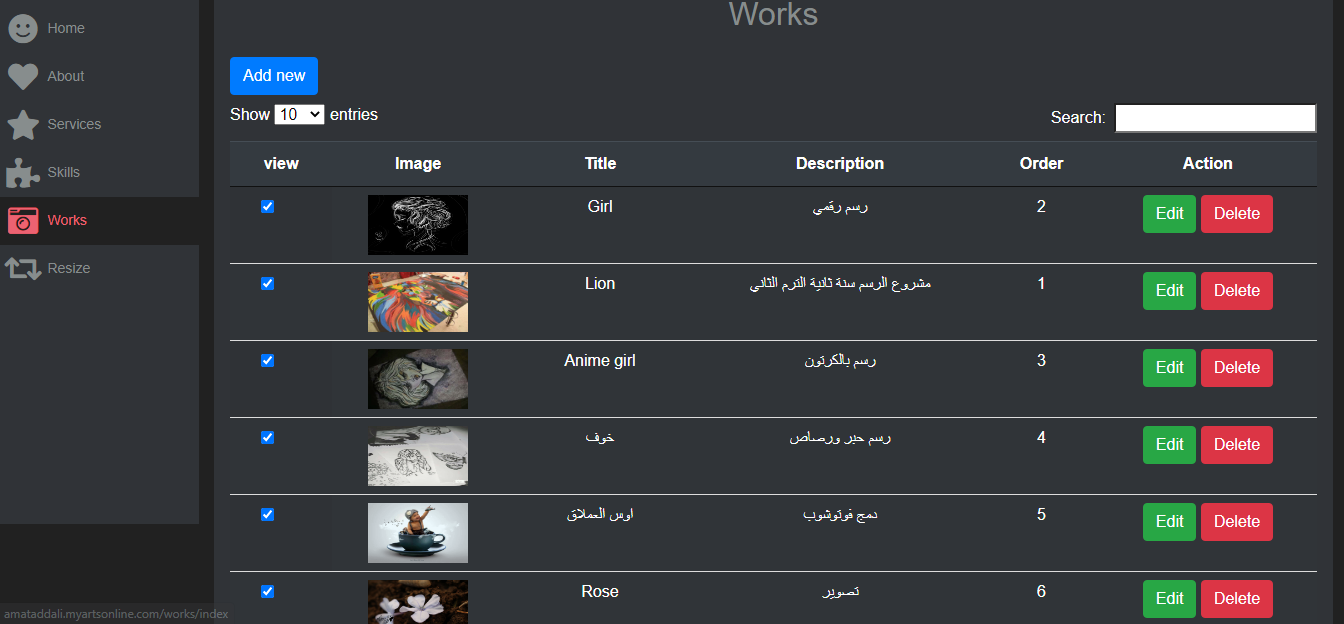 Home
About
Services
Skills
Works
Resize
Works
Add new
Show 10 entries
Search:
view Image Title Description Order Action
Girl رسم رقمي 2 Edit Delete
Lion مشروع الرسم سنة ثانية الترم الثاني 1 Edit Delete
Anime girl رسم بالكرتون 3 Edit Delete
خوف رسم حبر ورصاص 4 Edit Delete
اوس العملاق دمج فوتوشوب 5 Edit Delete
Rose تصوير 6 Edit Delete
amataddali.myartsonline.com/works/index